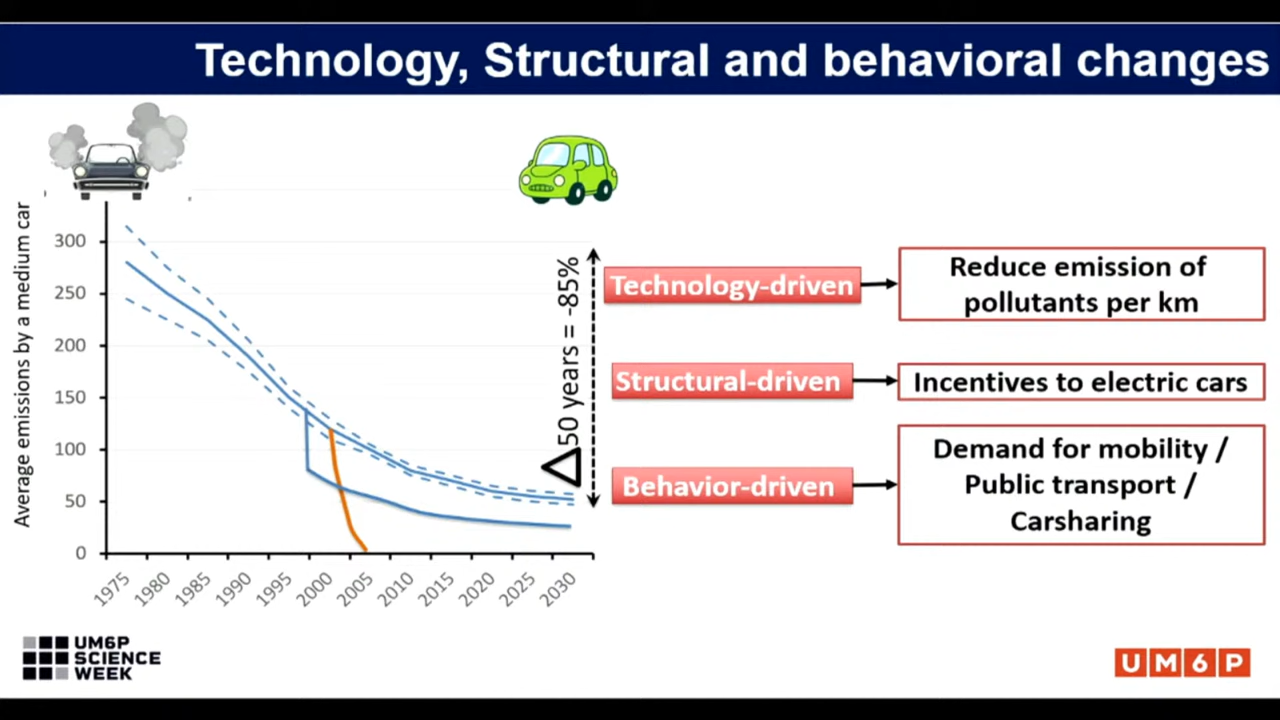 Technology, Structural and behavioral changes
Average emissions by a medium car
300
250
200
150
100
50
0
1975
1980
1985
1990
1995
2000
2005
2010
2015
2020
2025
2030
50 years = -85%
Technology-driven
Reduce emission of
pollutants per km
Structural-driven
Incentives to electric cars
Behavior-driven
Demand for mobility /
Public transport /
Carsharing
UM6P
SCIENCE
WEEK
UM6P